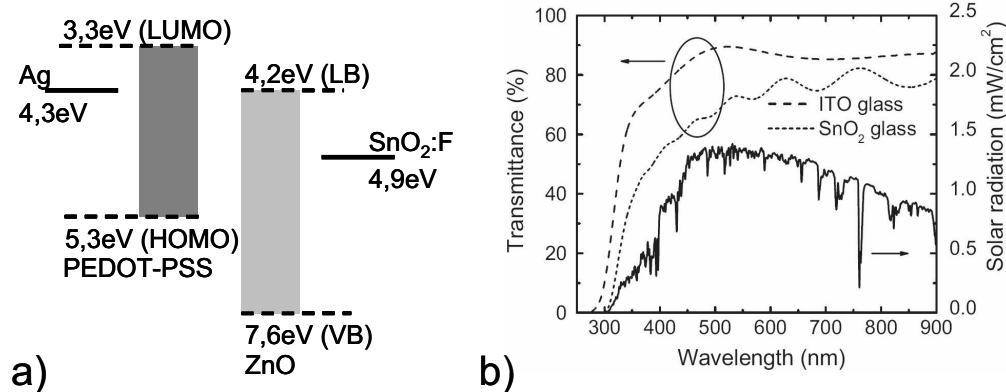 3,3eV (LUMO)
Ag
4,3eV
4,2eV (LB)
SnO₂:F
4,9eV
5,3eV (HOMO)
PEDOT-PSS
7,6eV (VB)
ZnO
a)
Transmittance (%)
100
80
60
40
20
0
2.5
2.0
1.5
1.0
0.5
0.0
Solar radiation (mW/cm²)
ITO glass
SnO₂ glass
300 400 500 600 700 800 900
Wavelength (nm)
b)